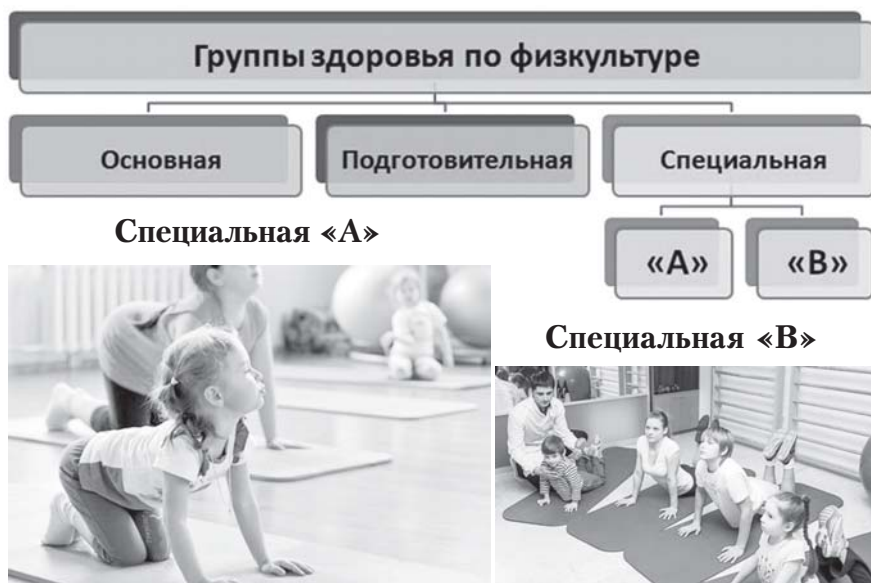 Группы здоровья по физкультуре
Основная
Подготовительная
Специальная
«А»
«В»
Специальная «А»
Специальная «В»